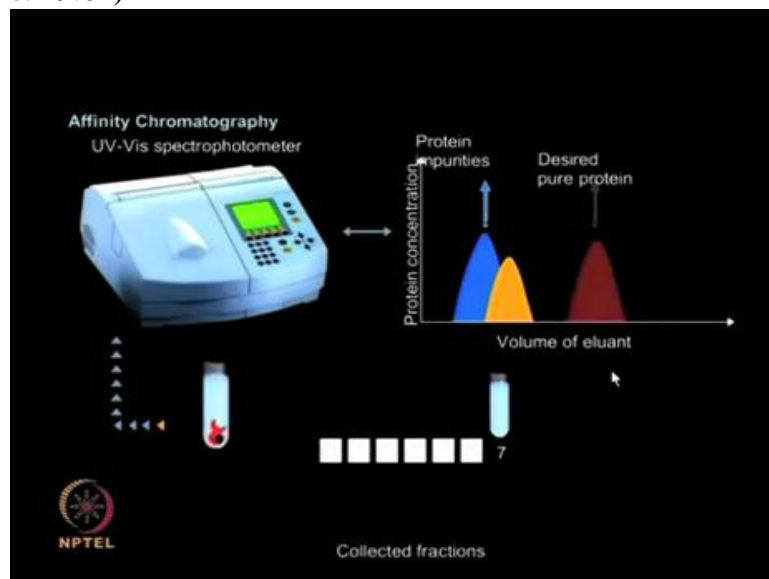 Affinity Chromatography
UV-Vis spectrophotometer
Protein
impurities
Desired
pure protein
Protein concentration
Volume of eluant
7
NPTEL
Collected fractions